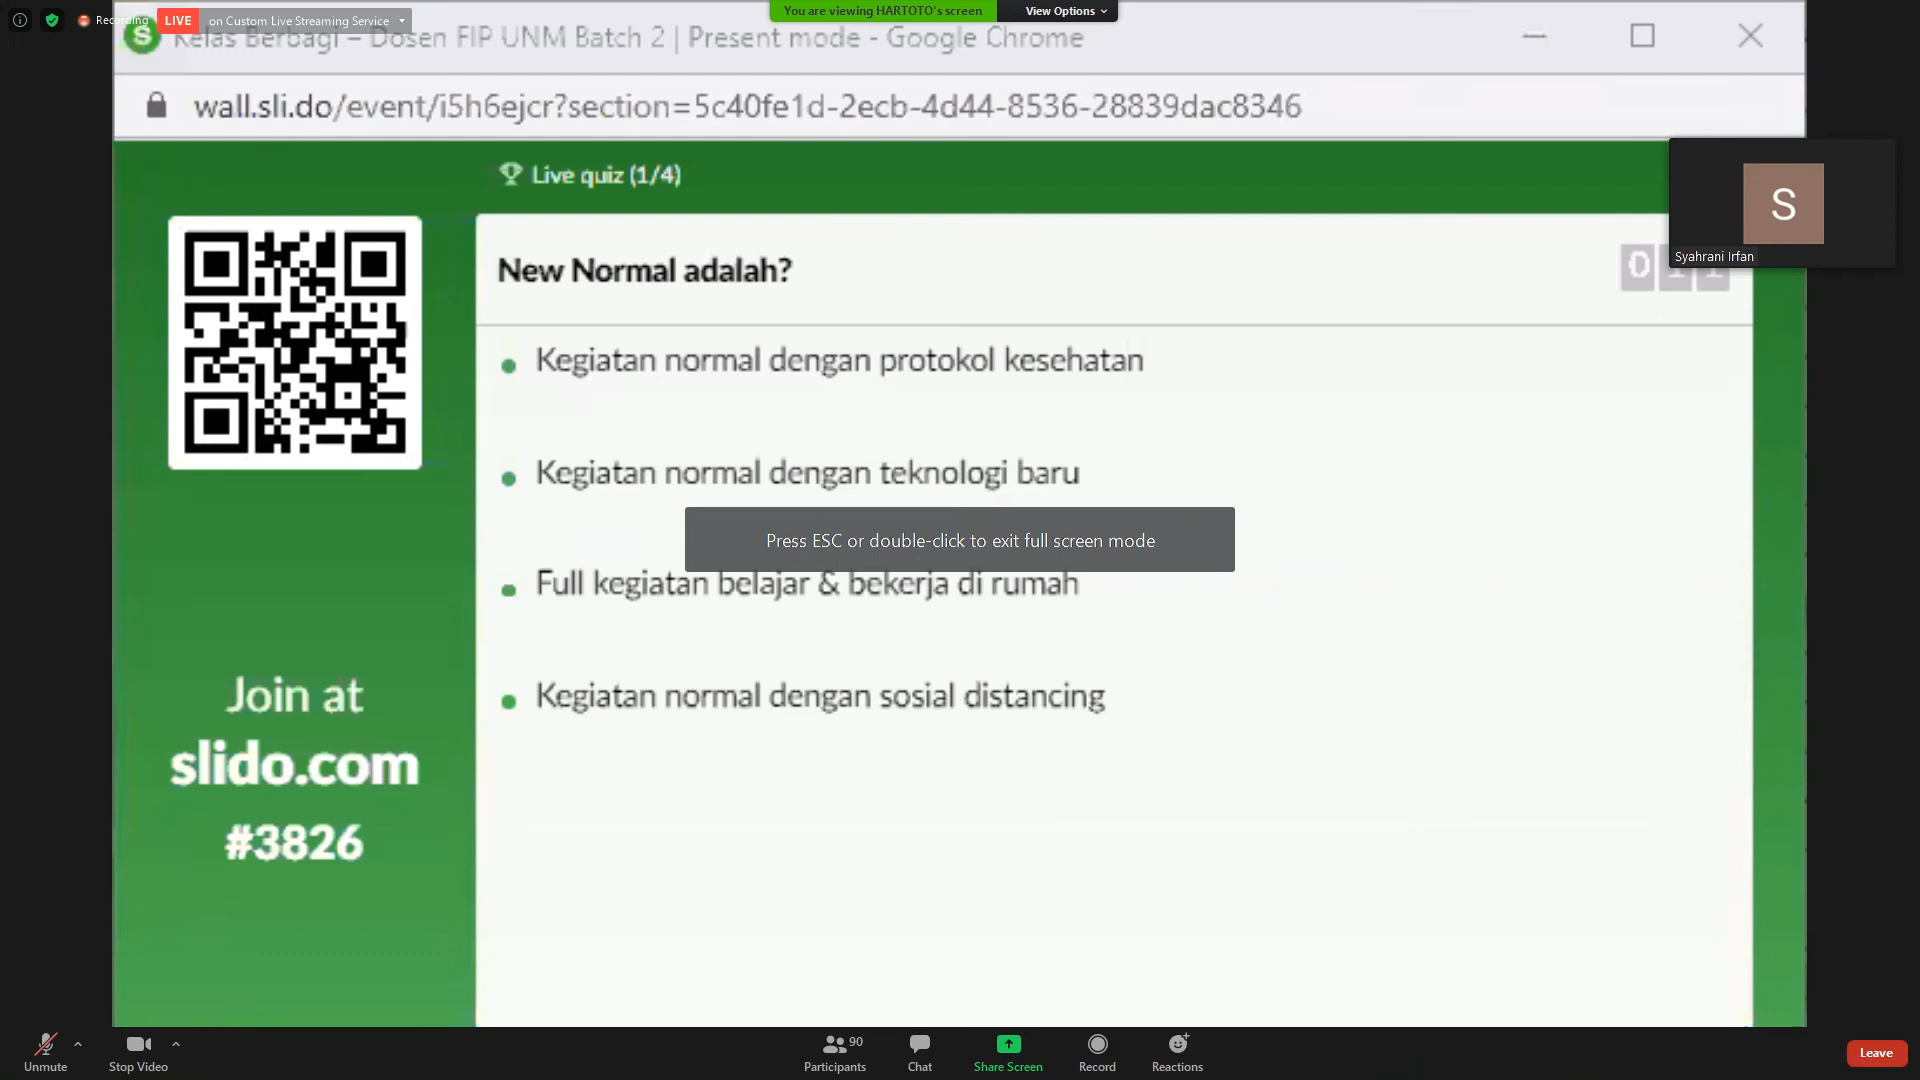 Recording
LIVE
on Custom Live Streaming Service
You are viewing HARTOTO's screen
View Options
Kelas Berbagi – Dosen FIP UNM Batch 2 | Present mode - Google Chrome
wall.sli.do/event/i5h6ejcr?section=5c40fe1d-2ecb-4d44-8536-28839dac8346
Live quiz (1/4)
S
Syahrani Irfan
New Normal adalah?
011
Kegiatan normal dengan protokol kesehatan
Kegiatan normal dengan teknologi baru
Press ESC or double-click to exit full screen mode
Full kegiatan belajar & bekerja di rumah
Kegiatan normal dengan sosial distancing
Join at
slido.com
#3826
Unmute
Stop Video
90
Participants
Chat
Share Screen
Record
Reactions
Leave